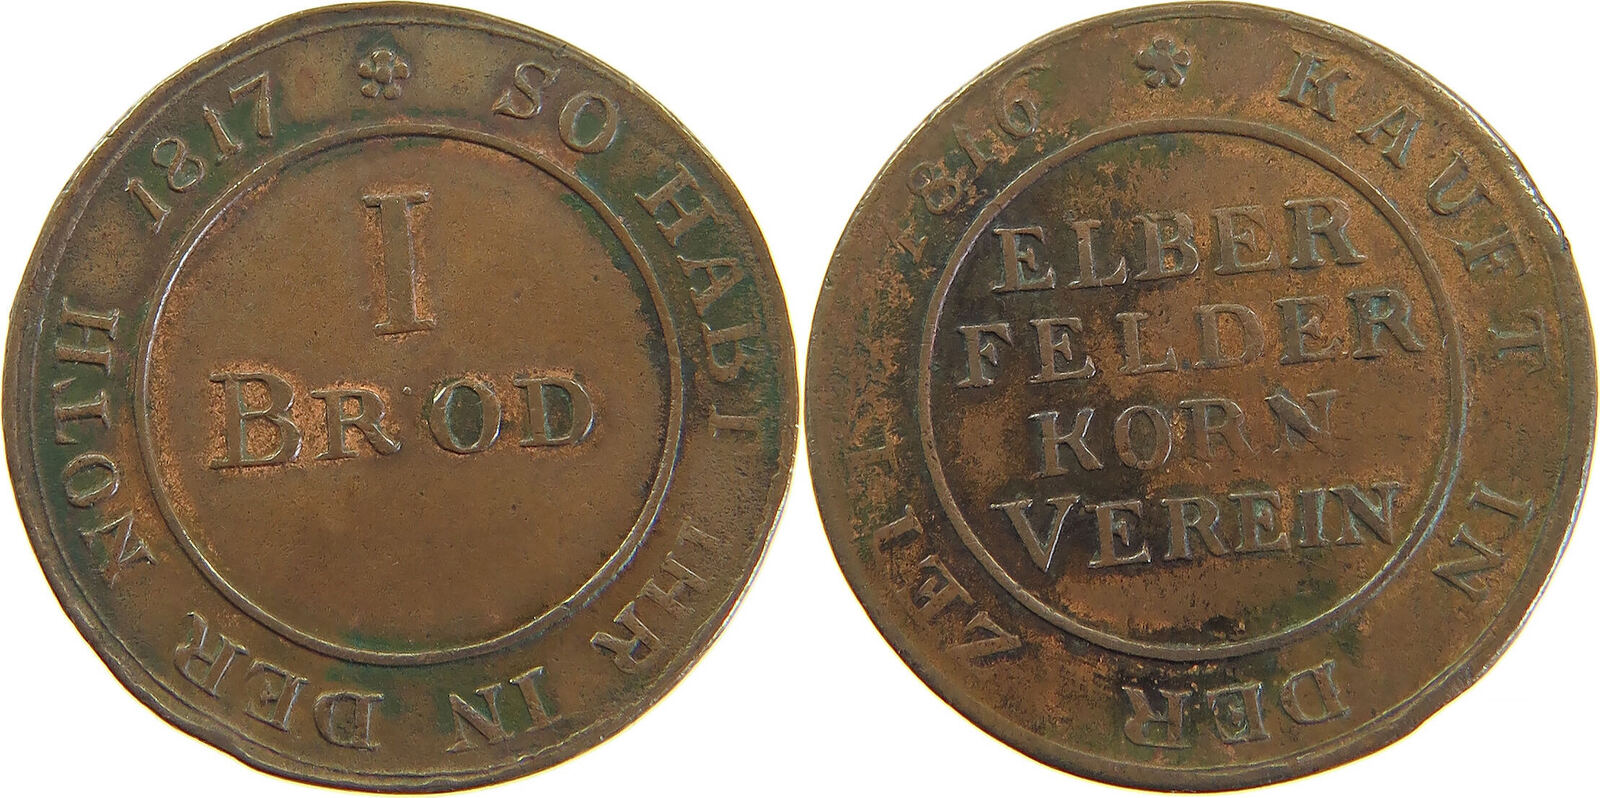 SO HABT IHR IN DER NOTH 1817
I
BROD
KAUFT IN DER ZEIT 1816
ELBER
FELDER
KORN
VEREIN